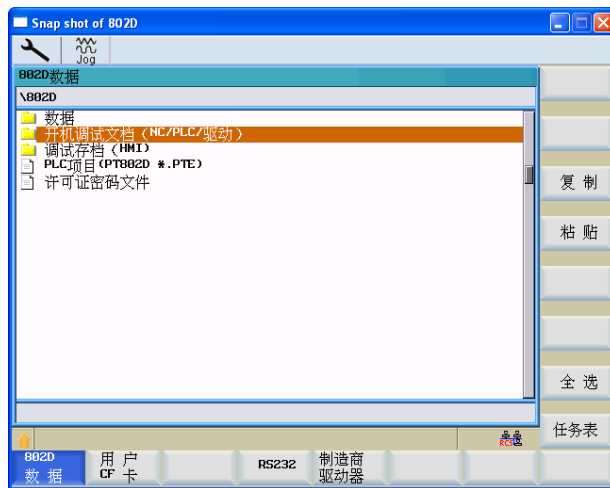 Snap shot of 802D
Jog
802D数据
\802D
数据
开机调试文档（NC/PLC/驱动）
调试存档（HMI）
PLC项目(PT802D *.PTE)
许可证密码文件
复制
粘贴
全选
任务表
RCS
802D
数据
用户
CF卡
RS232
制造商
驱动器